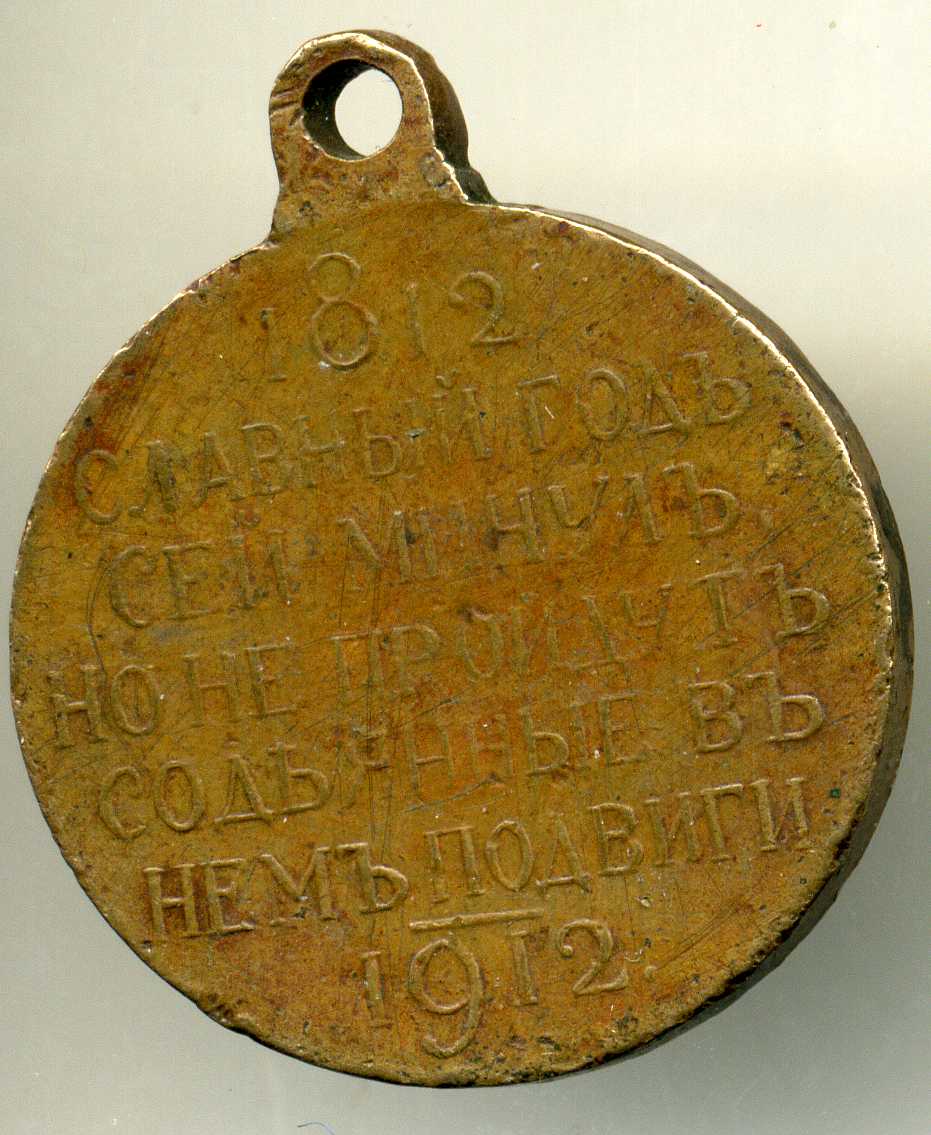 1812
СЛАВНЫЙ ГОДЪ
СЕЙ МИНУЛЪ,
НО НЕ ПРОЙДУТЪ
СОДѢЯННЫЕ ВЪ
НЕМЪ ПОДВИГИ
1912.